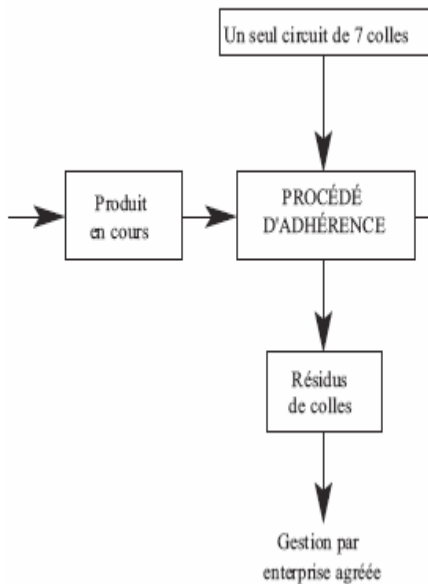 Un seul circuit de 7 colles
Produit
en cours
PROCÉDÉ
D'ADHÉRENCE
Résidus
de colles
Gestion par
enterprise agréée